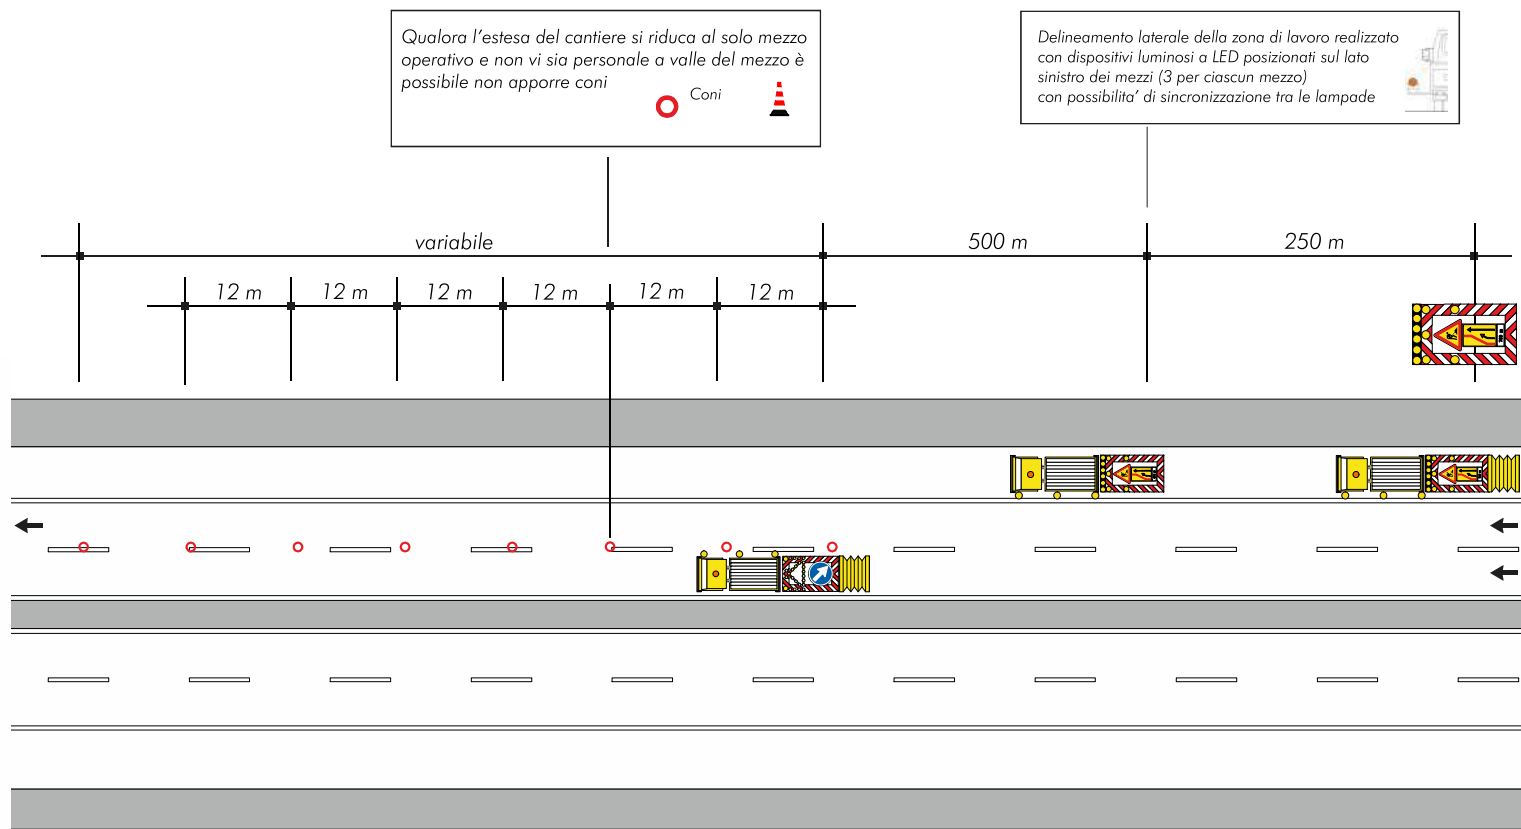 Qualora l'estesa del cantiere si riduca al solo mezzo
operativo e non vi sia personale a valle del mezzo è
possibile non apporre coni
Coni
Delineamento laterale della zona di lavoro realizzato
con dispositivi luminosi a LED posizionati sul lato
sinistro dei mezzi (3 per ciascun mezzo)
con possibilita' di sincronizzazione tra le lampade
variabile
500 m
250 m
12 m
12 m
12 m
12 m
12 m
12 m